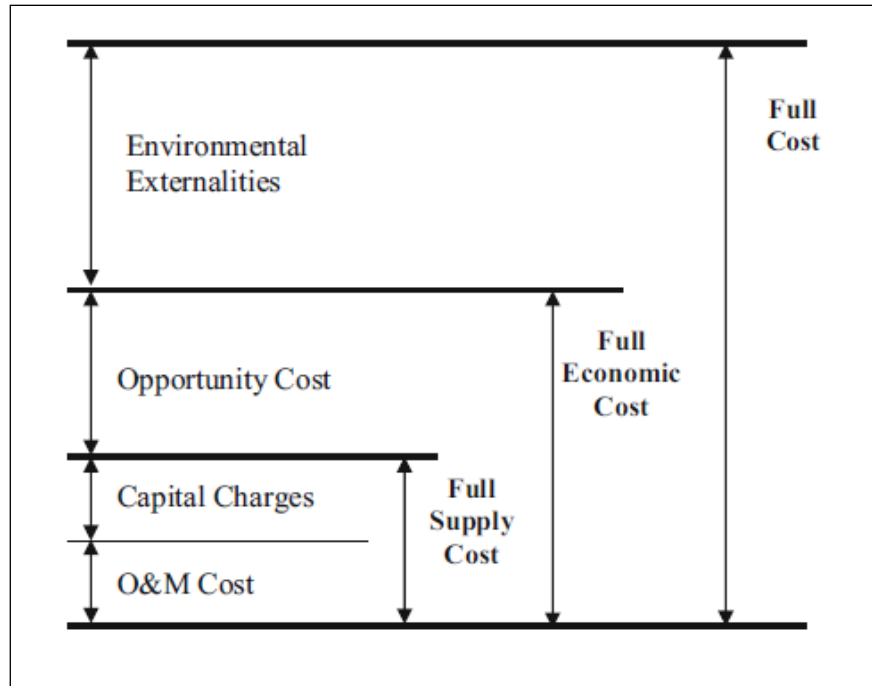 Full
Cost
Environmental
Externalities
Full
Economic
Cost
Opportunity Cost
Full
Supply
Cost
Capital Charges
O&M Cost